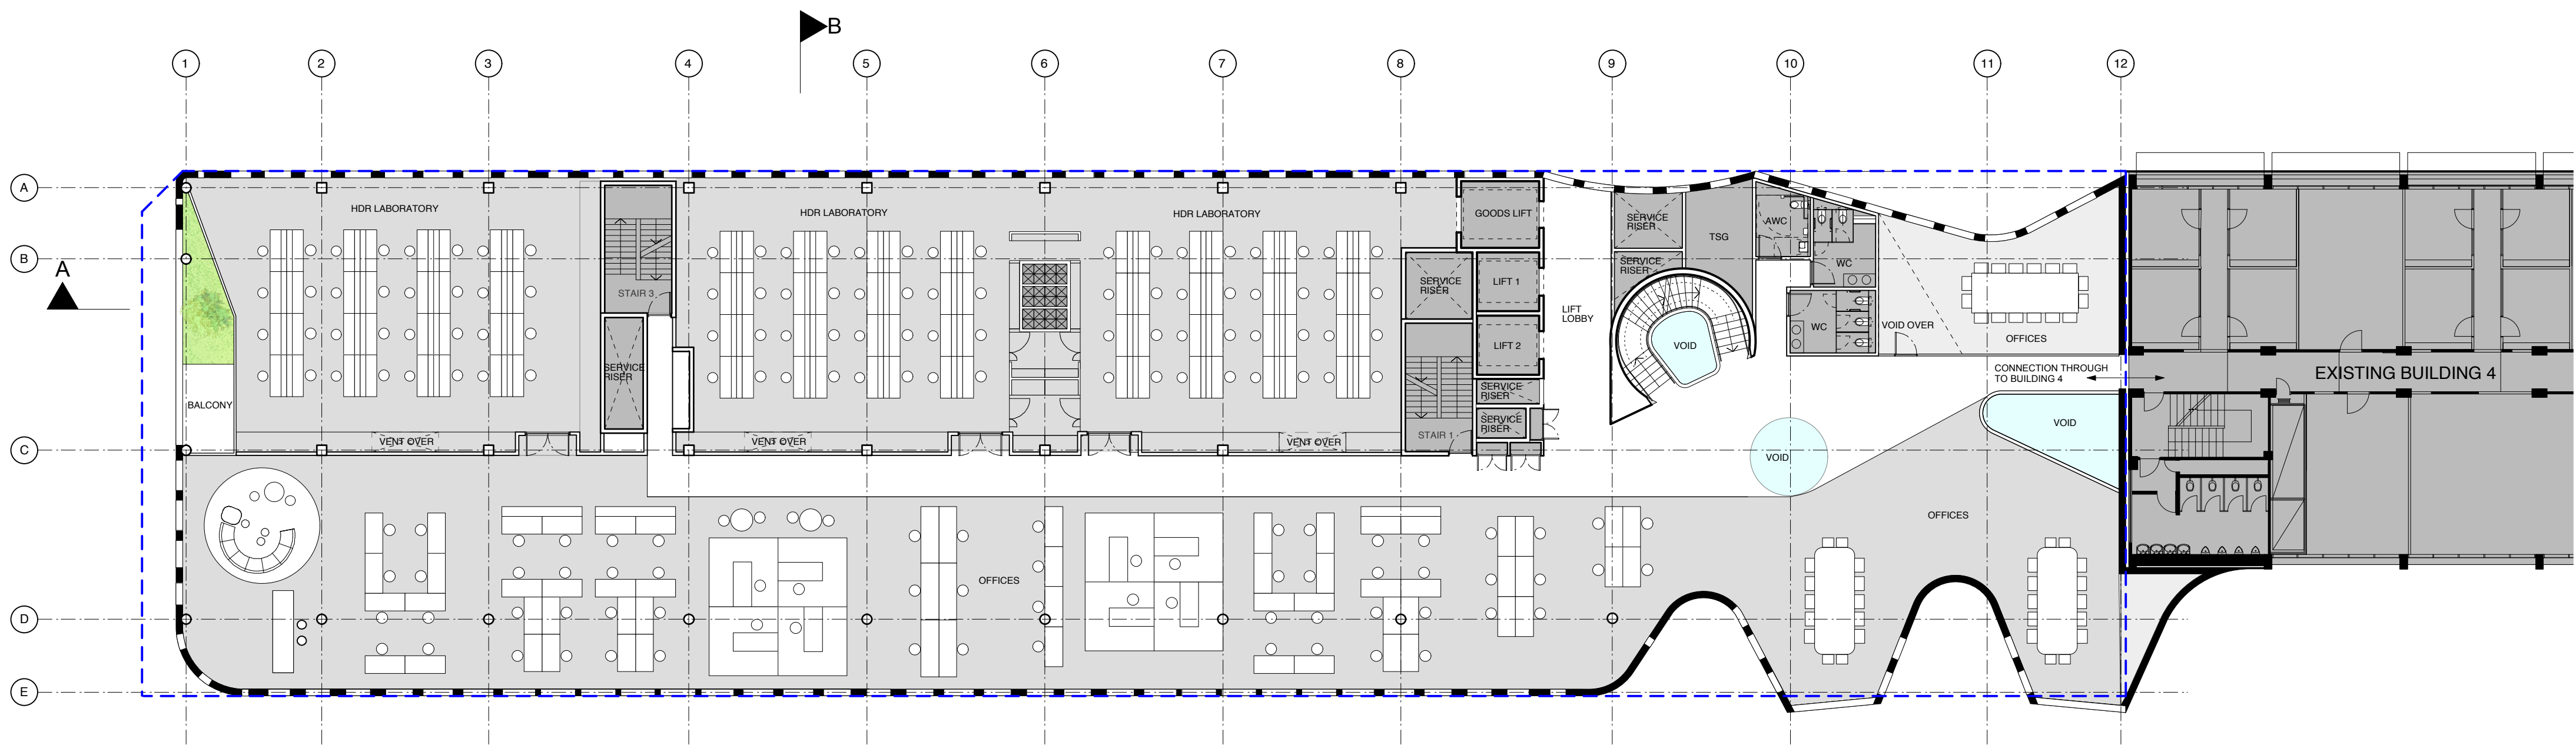 B
1
2
3
4
5
6
7
8
9
10
11
12
A
B
C
D
E
A
HDR LABORATORY
HDR LABORATORY
HDR LABORATORY
GOODS LIFT
SERVICE
RISER
TSG
AWC
STAIR 3
SERVICE
RISER
LIFT 1
SERVICE
RISER
WC
LIFT
LOBBY
VOID
WC
VOID OVER
OFFICES
LIFT 2
SERVICE
RISER
CONNECTION THROUGH
TO BUILDING 4
EXISTING BUILDING 4
BALCONY
SERVICE
RISER
SERVICE
RISER
STAIR 1
VOID
VENT OVER
VENT OVER
VENT OVER
VOID
OFFICES
OFFICES